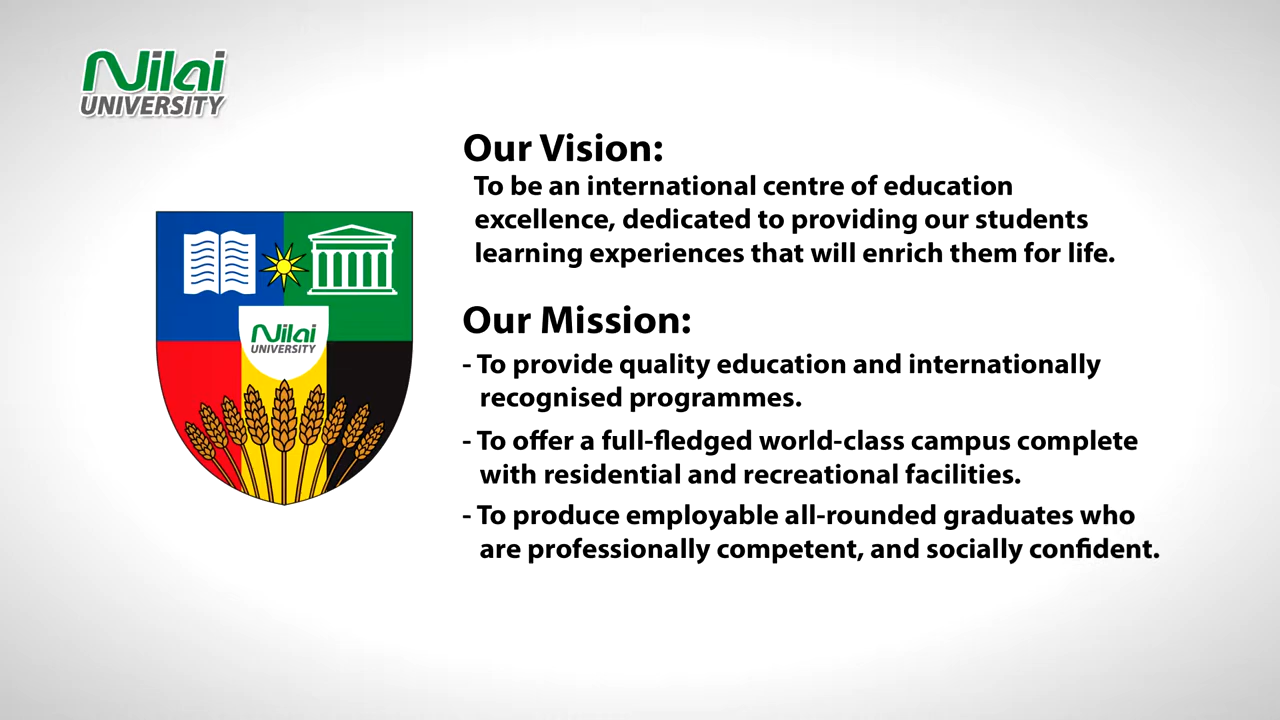 Nilai
UNIVERSITY
Our Vision:
To be an international centre of education
excellence, dedicated to providing our students
learning experiences that will enrich them for life.
Nilai
UNIVERSITY
Our Mission:
- To provide quality education and internationally
recognised programmes.
- To offer a full-fledged world-class campus complete
with residential and recreational facilities.
- To produce employable all-rounded graduates who
are professionally competent, and socially confident.